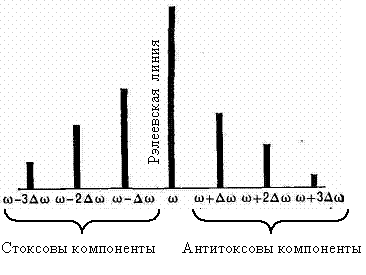 Рэлеевская линия
ω-3Δω ω-2Δω ω-Δω ω ω+Δω ω+2Δω ω+3Δω
Стоксовы компоненты Антитоксовы компоненты